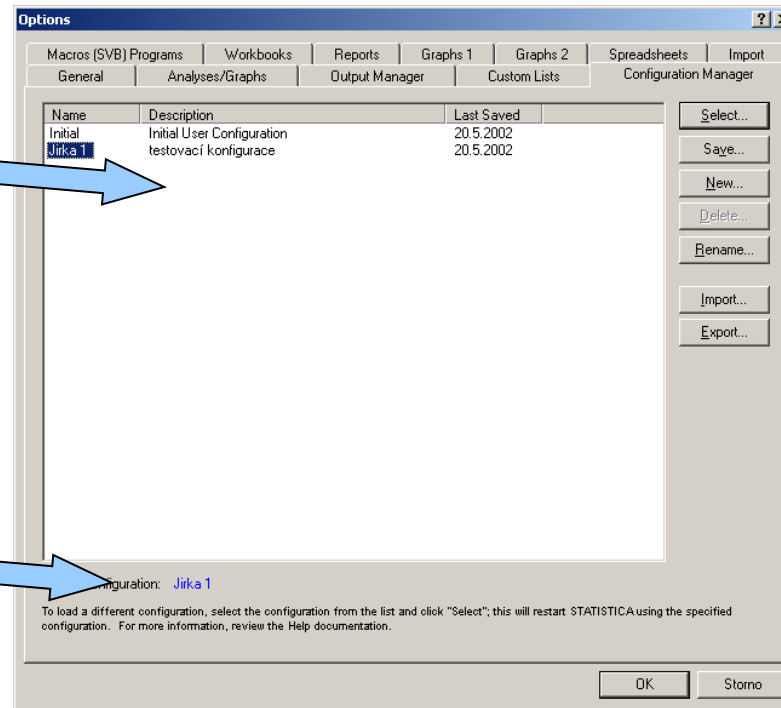 Options
Macros (SVB) Programs Workbooks Reports Graphs 1 Graphs 2 Spreadsheets Import
General Analyses/Graphs Output Manager Custom Lists Configuration Manager
Name Description Last Saved
Initial Initial User Configuration 20.5.2002
Jirka 1 testovací konfigurace 20.5.2002
Select...
Save...
New...
Delete...
Rename...
Import...
Export...
Jirka 1
To load a different configuration, select the configuration from the list and click "Select"; this will restart STATISTICA using the specified
configuration. For more information, review the Help documentation.
OK Storno